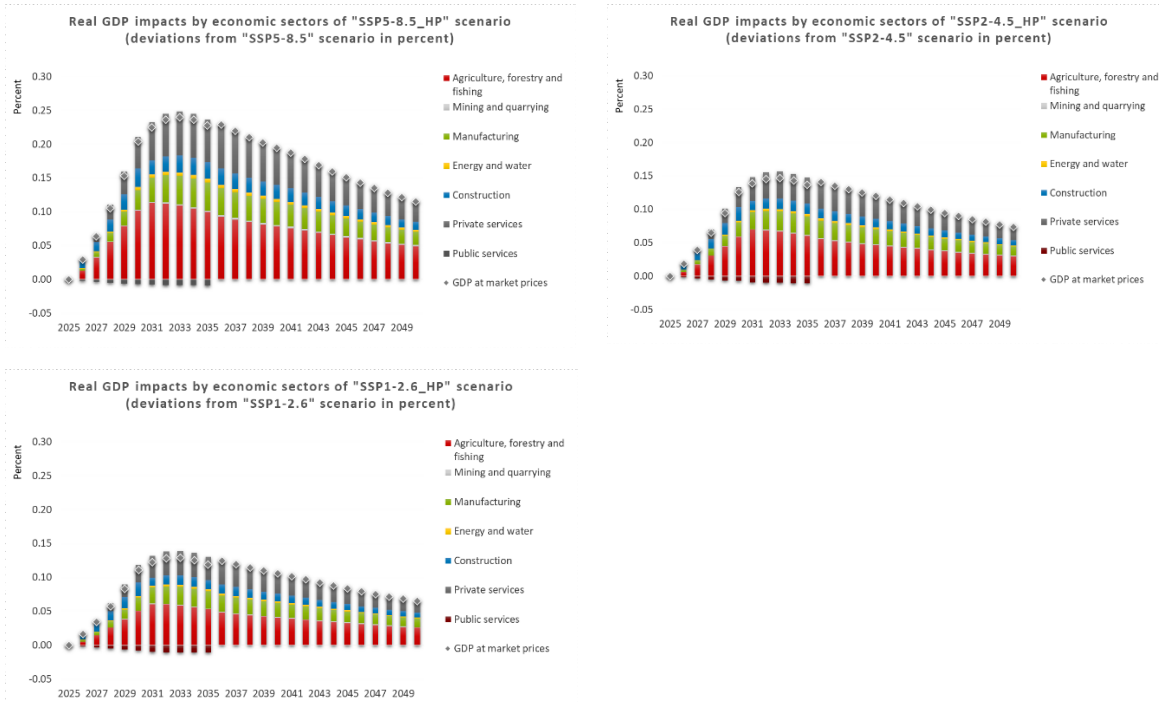 Real GDP impacts by economic sectors of "SSP5-8.5_HP" scenario
(deviations from "SSP5-8.5" scenario in percent)
Percent
0.30
0.25
0.20
0.15
0.10
0.05
0.00
-0.05
2025 2027 2029 2031 2033 2035 2037 2039 2041 2043 2045 2047 2049
Agriculture, forestry and
fishing
Mining and quarrying
Manufacturing
Energy and water
Construction
Private services
Public services
GDP at market prices
Real GDP impacts by economic sectors of "SSP2-4.5_HP" scenario
(deviations from "SSP2-4.5" scenario in percent)
Percent
0.30
0.25
0.20
0.15
0.10
0.05
0.00
-0.05
2025 2027 2029 2031 2033 2035 2037 2039 2041 2043 2045 2047 2049
Agriculture, forestry and
fishing
Mining and quarrying
Manufacturing
Energy and water
Construction
Private services
Public services
GDP at market prices
Real GDP impacts by economic sectors of "SSP1-2.6_HP" scenario
(deviations from "SSP1-2.6" scenario in percent)
Percent
0.30
0.25
0.20
0.15
0.10
0.05
0.00
-0.05
2025 2027 2029 2031 2033 2035 2037 2039 2041 2043 2045 2047 2049
Agriculture, forestry and
fishing
Mining and quarrying
Manufacturing
Energy and water
Construction
Private services
Public services
GDP at market prices